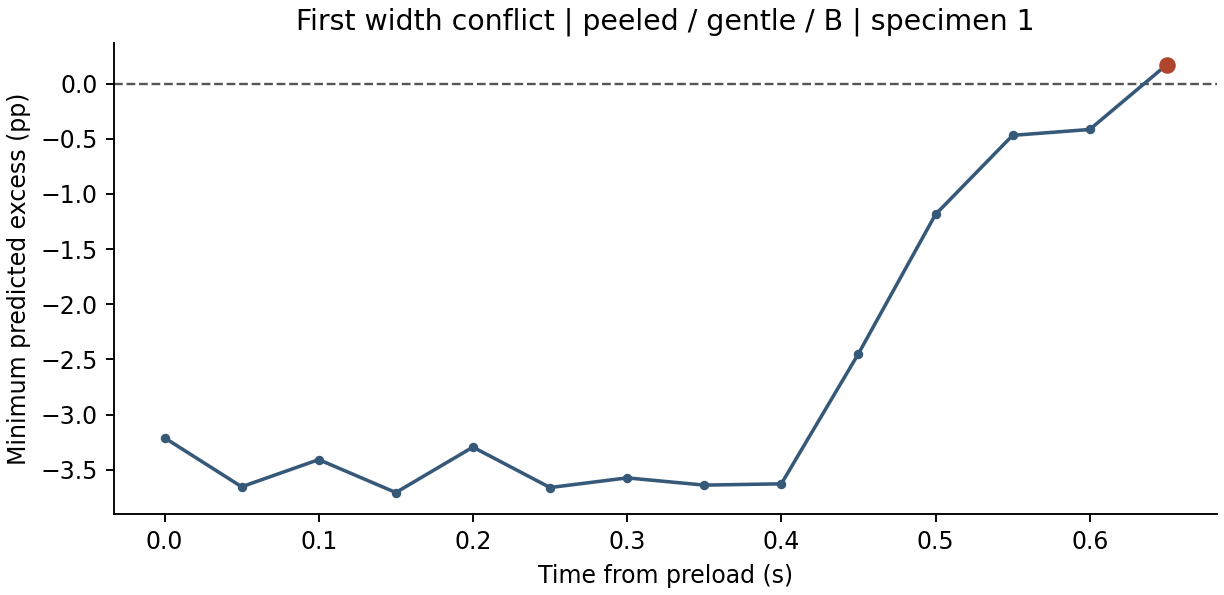 First width conflict | peeled / gentle / B | specimen 1
Minimum predicted excess (pp)
0.0
−0.5
−1.0
−1.5
−2.0
−2.5
−3.0
−3.5
0.0 0.1 0.2 0.3 0.4 0.5 0.6
Time from preload (s)